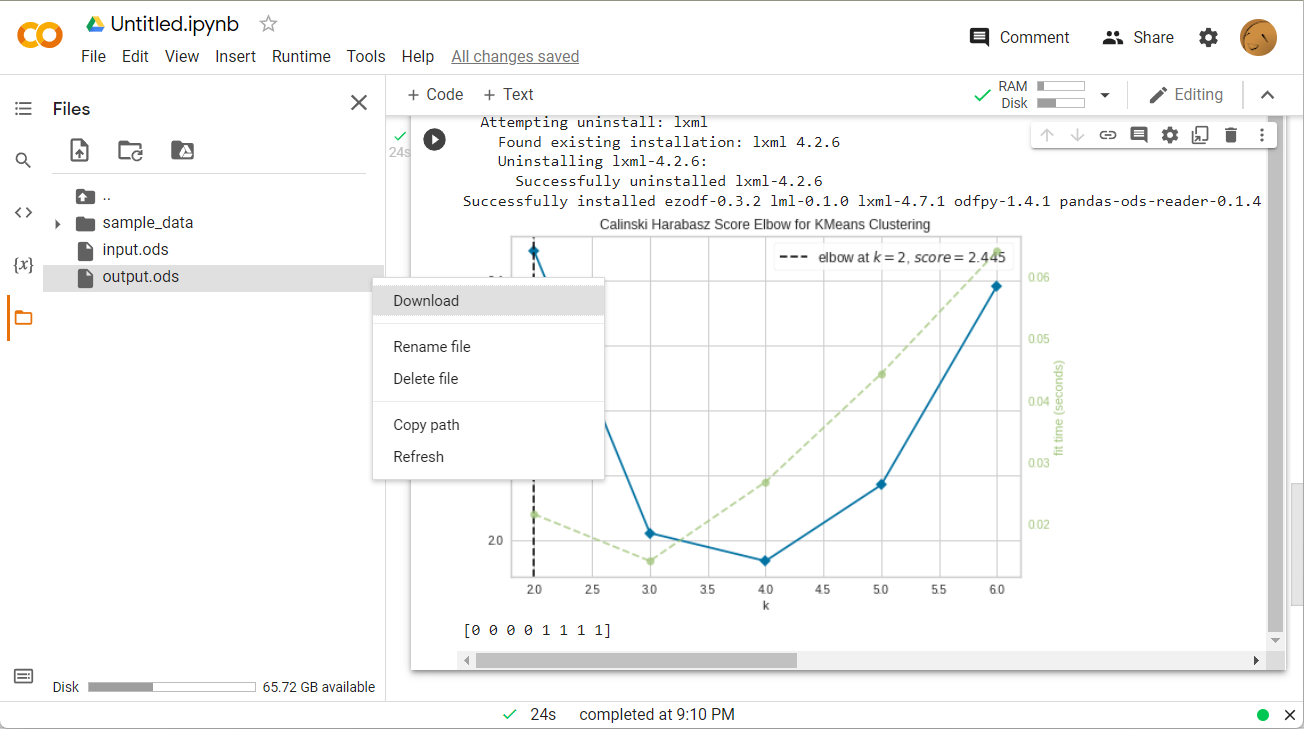 Untitled.ipynb
File Edit View Insert Runtime Tools Help All changes saved
Comment
Share
Files
+ Code + Text
RAM
Disk
Editing
..
sample_data
input.ods
output.ods
Download
Rename file
Delete file
Copy path
Refresh
Disk
65.72 GB available
24s
Attempting uninstall: lxml
Found existing installation: lxml 4.2.6
Uninstalling lxml-4.2.6:
Successfully uninstalled lxml-4.2.6
Successfully installed ezodf-0.3.2 lml-0.1.0 lxml-4.7.1 odfpy-1.4.1 pandas-ods-reader-0.1.4
Calinski Harabasz Score Elbow for KMeans Clustering
elbow at k = 2, score = 2.445
2.0
0.06
0.05
0.04
0.03
0.02
fit time (seconds)
2.0 2.5 3.0 3.5 4.0 4.5 5.0 5.5 6.0
k
[0 0 0 0 1 1 1 1]
24s completed at 9:10 PM